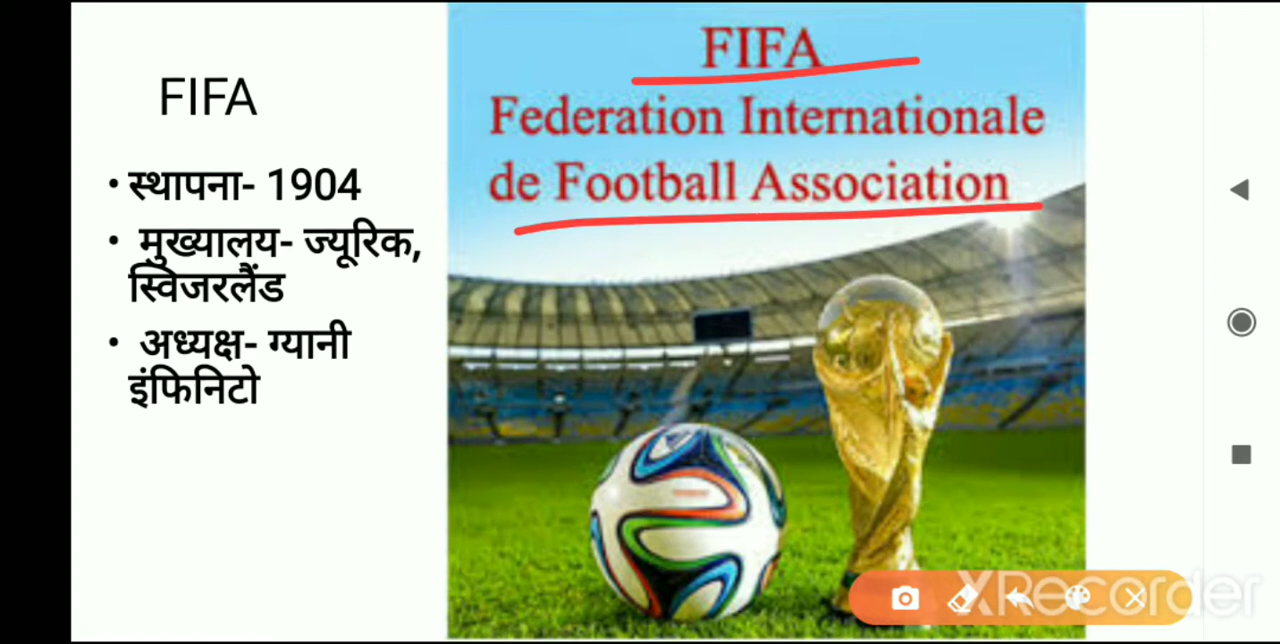 FIFA
• स्थापना- 1904
• मुख्यालय- ज्यूरिक,
स्विजरलैंड
• अध्यक्ष- ग्यानी
इंफिनिटो
FIFA
Federation Internationale
de Football Association
XRecorder